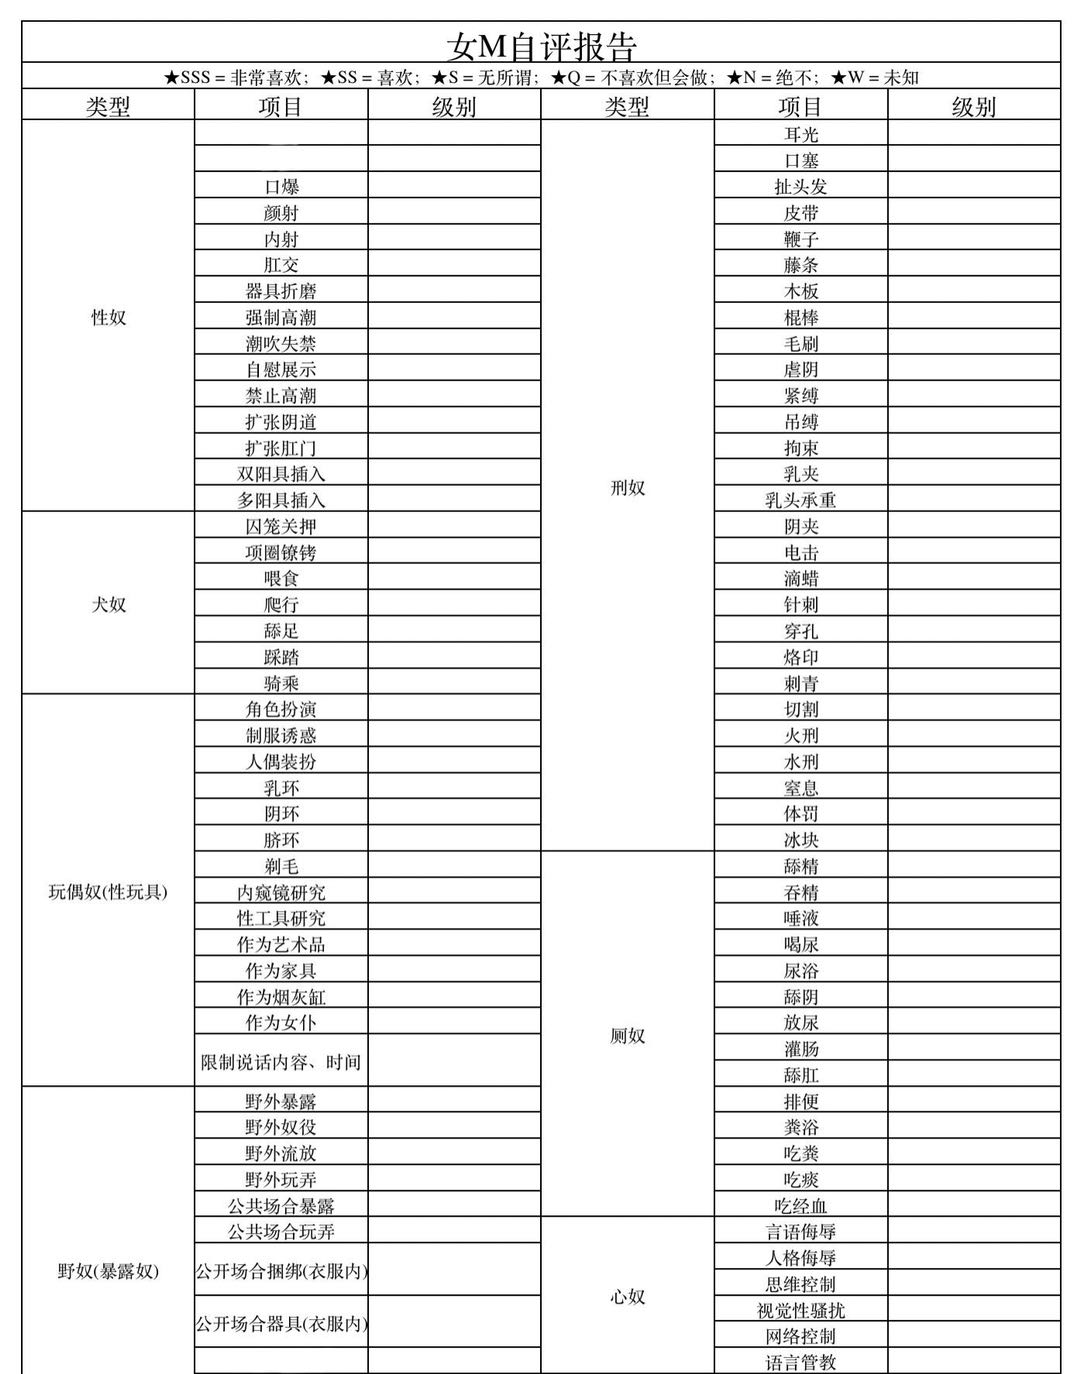 女M自评报告
★SSS = 非常喜欢；★SS = 喜欢；★S = 无所谓；★Q = 不喜欢但会做；★N = 绝不；★W = 未知
类型 项目 级别 类型 项目 级别
耳光
口塞
口爆 扯头发
颜射 皮带
内射 鞭子
肛交 藤条
器具折磨 木板
性奴 强制高潮 棍棒
潮吹失禁 毛刷
自慰展示 虐阴
禁止高潮 紧缚
扩张阴道 吊缚
扩张肛门 拘束
双阳具插入 刑奴 乳夹
多阳具插入 乳头承重
囚笼关押 阴夹
项圈镣铐 电击
喂食 滴蜡
犬奴 爬行 针刺
舔足 穿孔
踩踏 烙印
骑乘 刺青
角色扮演 切割
制服诱惑 火刑
人偶装扮 水刑
乳环 窒息
阴环 体罚
脐环 冰块
剃毛 舔精
玩偶奴(性玩具) 内窥镜研究 吞精
性工具研究 唾液
作为艺术品 喝尿
作为家具 尿浴
作为烟灰缸 舔阴
作为女仆 厕奴 放尿
限制说话内容、时间 灌肠
舔肛
野外暴露 排便
野外奴役 粪浴
野外流放 吃粪
野外玩弄 吃痰
公共场合暴露 吃经血
公共场合玩弄 言语侮辱
野奴(暴露奴) 公开场合捆绑(衣服内) 人格侮辱
心奴 思维控制
公开场合器具(衣服内) 视觉性骚扰
网络控制
语言管教